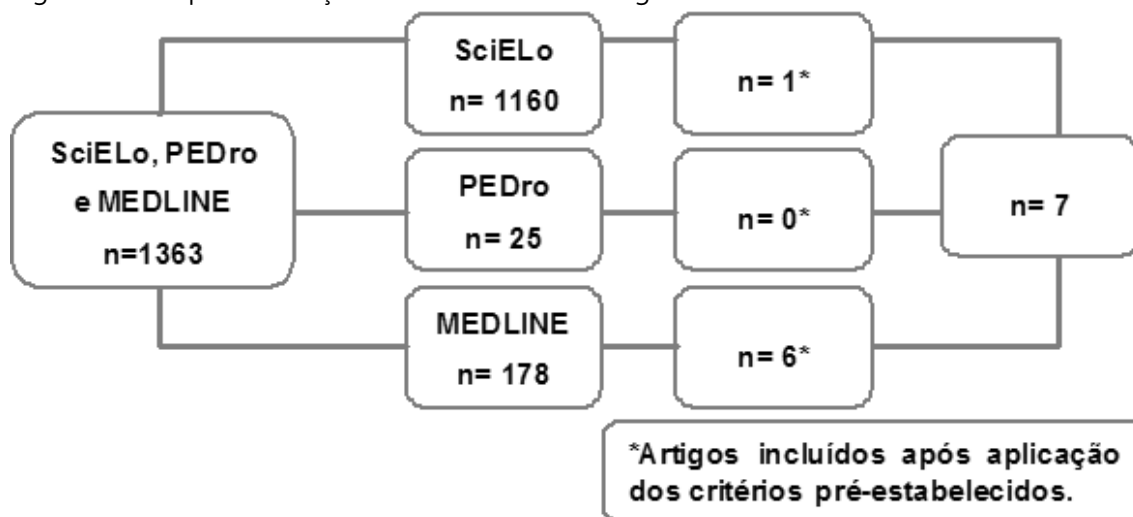 SciELo
n= 1160
n= 1*
SciELo, PEDro
e MEDLINE
n=1363
PEDro
n= 25
n= 0*
n= 7
MEDLINE
n= 178
n= 6*
*Artigos incluídos após aplicação
dos critérios pré-estabelecidos.